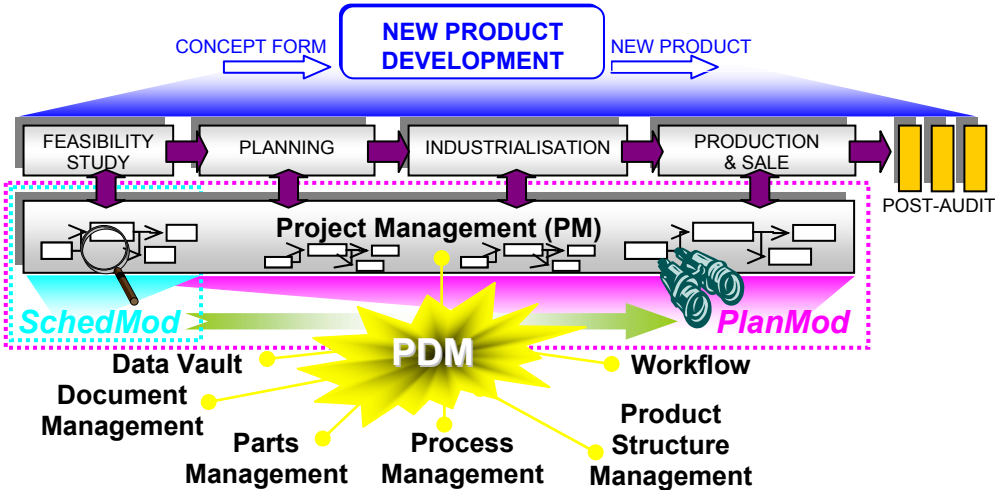 NEW PRODUCT
DEVELOPMENT
CONCEPT FORM
NEW PRODUCT
FEASIBILITY
STUDY
PLANNING
INDUSTRIALISATION
PRODUCTION
& SALE
POST-AUDIT
Project Management (PM)
SchedMod
PlanMod
PDM
Data Vault
Workflow
Document
Management
Parts
Management
Process
Management
Product
Structure
Management